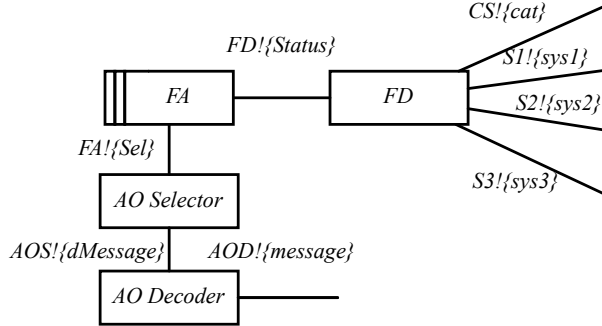 CS!{cat}
FD!{Status}
S1!{sys1}
FA
FD
S2!{sys2}
FA!{Sel}
S3!{sys3}
AO Selector
AOS!{dMessage}
AOD!{message}
AO Decoder